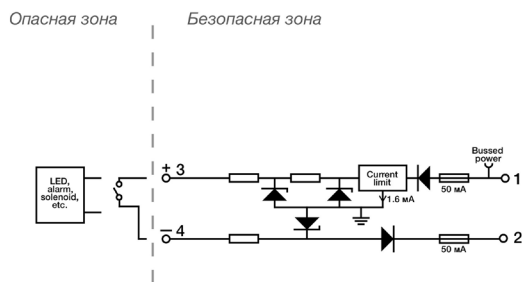 Опасная зона
Безопасная зона
Bussed
power
LED,
alarm,
solenoid,
etc.
+ 3
Current
limit
1
50 мА
1.6 мА
– 4
2
50 мА